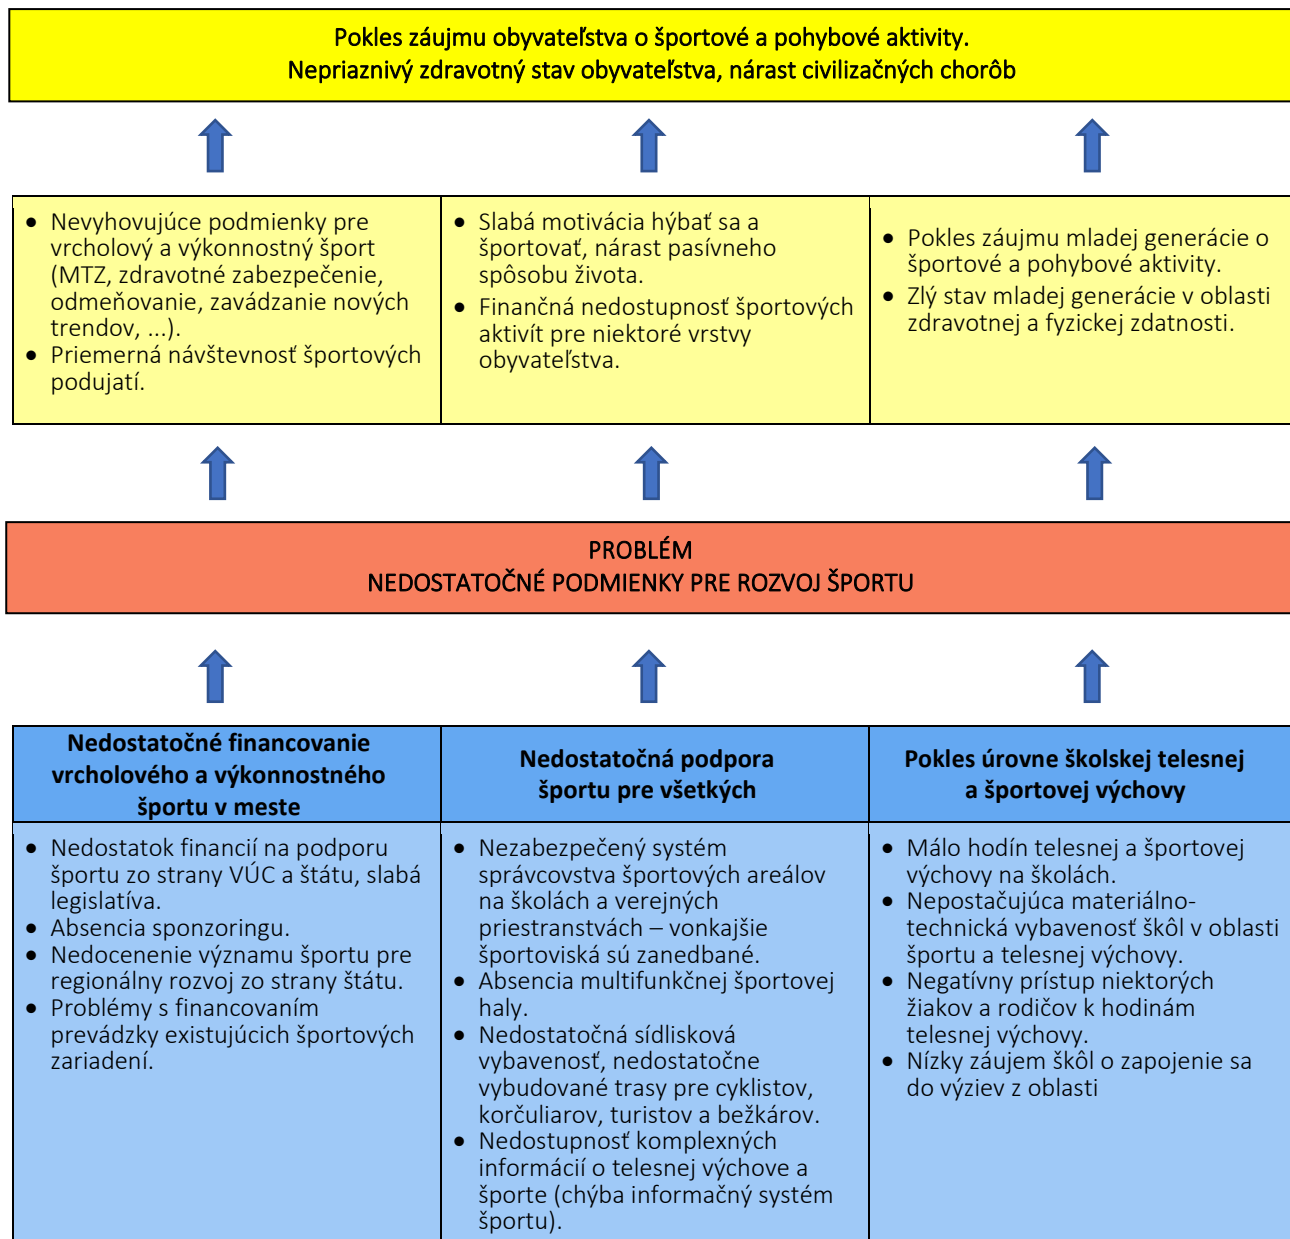 Pokles záujmu obyvateľstva o športové a pohybové aktivity.
Nepriaznivý zdravotný stav obyvateľstva, nárast civilizačných chorôb
• Nevyhovujúce podmienky pre
vrcholový a výkonnostný šport
(MTZ, zdravotné zabezpečenie,
odmeňovanie, zavádzanie nových
trendov, ...).
• Priemerná návštevnosť športových
podujatí.
• Slabá motivácia hýbať sa a
športovať, nárast pasívneho
spôsobu života.
• Finančná nedostupnosť športových
aktivít pre niektoré vrstvy
obyvateľstva.
• Pokles záujmu mladej generácie o
športové a pohybové aktivity.
• Zlý stav mladej generácie v oblasti
zdravotnej a fyzickej zdatnosti.
PROBLÉM
NEDOSTATOČNÉ PODMIENKY PRE ROZVOJ ŠPORTU
Nedostatočné financovanie
vrcholového a výkonnostného
športu v meste
Nedostatočná podpora
športu pre všetkých
Pokles úrovne školskej telesnej
a športovej výchovy
• Nedostatok financií na podporu
športu zo strany VÚC a štátu, slabá
legislatíva.
• Absencia sponzoringu.
• Nedocenenie významu športu pre
regionálny rozvoj zo strany štátu.
• Problémy s financovaním
prevádzky existujúcich športových
zariadení.
• Nezabezpečený systém
správcovstva športových areálov
na školách a verejných
priestranstvách – vonkajšie
športoviská sú zanedbané.
• Absencia multifunkčnej športovej
haly.
• Nedostatočná sídlisková
vybavenosť, nedostatočne
vybudované trasy pre cyklistov,
korčuliarov, turistov a bežkárov.
• Nedostupnosť komplexných
informácií o telesnej výchove a
športe (chýba informačný systém
športu).
• Málo hodín telesnej a športovej
výchovy na školách.
• Nepostačujúca materiálno-
technická vybavenosť škôl v oblasti
športu a telesnej výchovy.
• Negatívny prístup niektorých
žiakov a rodičov k hodinám
telesnej výchovy.
• Nízky záujem škôl o zapojenie sa
do výziev z oblasti